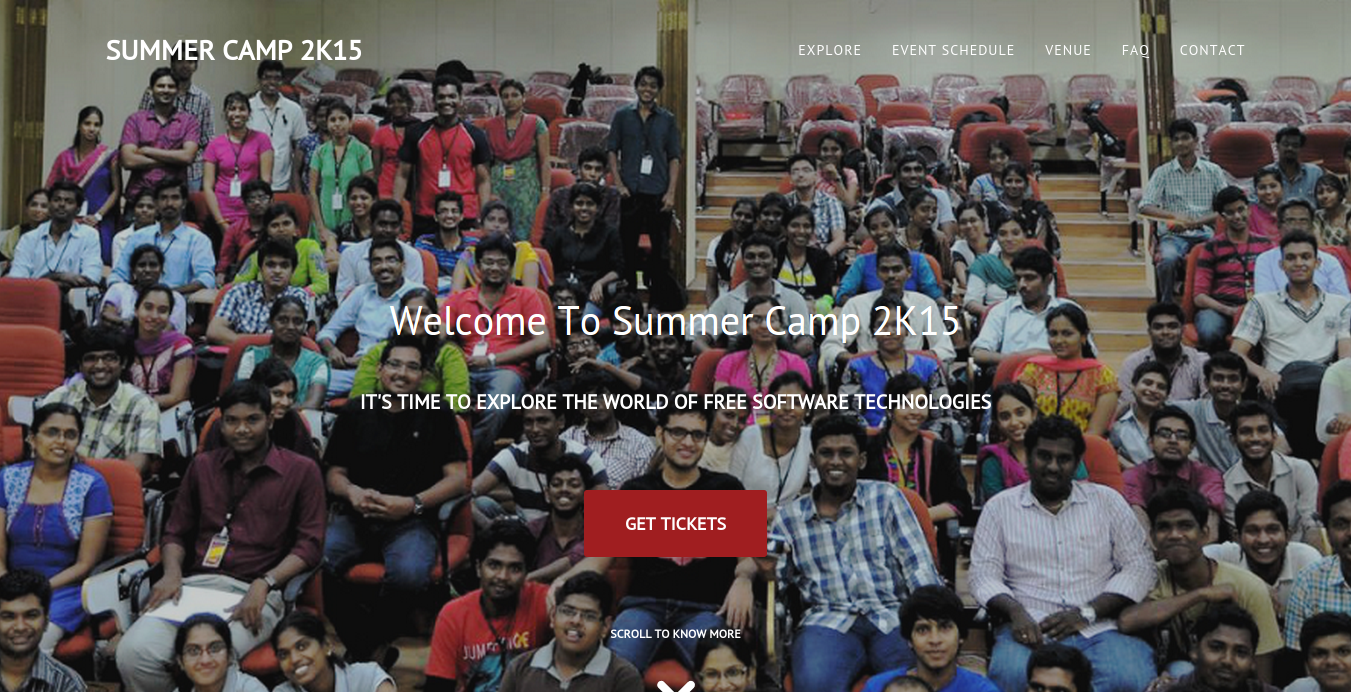 SUMMER CAMP 2K15
EXPLORE EVENT SCHEDULE VENUE FAQ CONTACT
Welcome To Summer Camp 2K15
IT'S TIME TO EXPLORE THE WORLD OF FREE SOFTWARE TECHNOLOGIES
GET TICKETS
SCROLL TO KNOW MORE